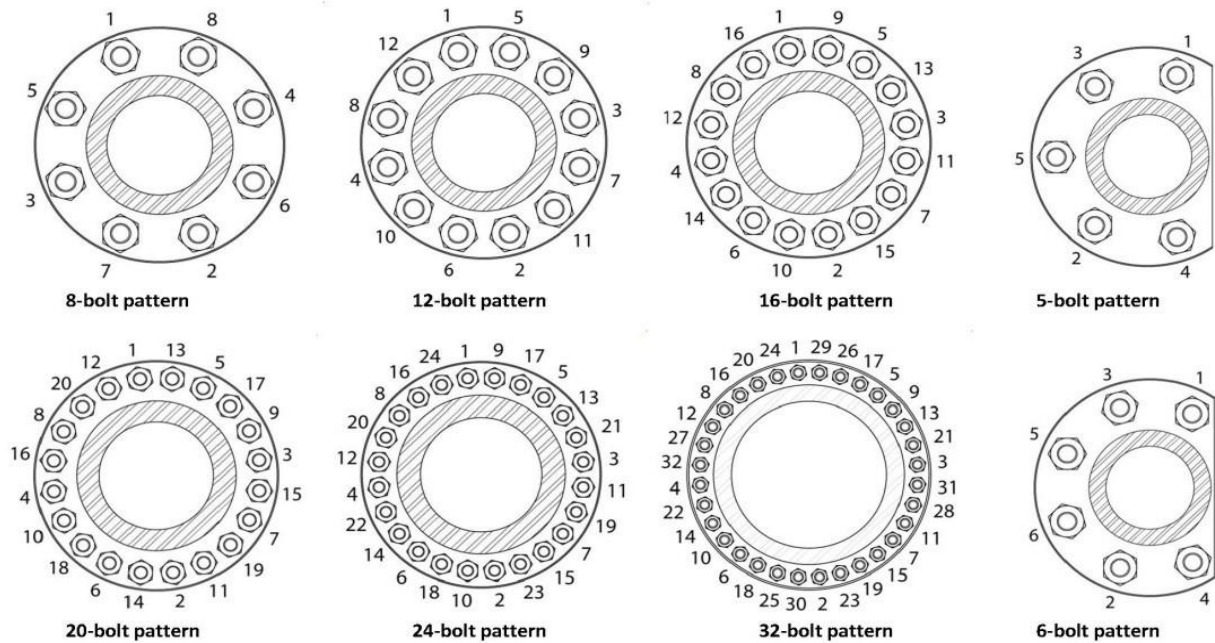 1 8 4 6 2 7 3 5
8-bolt pattern
1 5 9 3 7 11 2 6 10 4 8 12
12-bolt pattern
1 9 5 13 3 11 7 15 2 10 6 14 4 12 8 16
16-bolt pattern
1 4 2 5 3
5-bolt pattern
1 13 5 17 9 3 15 7 19 11 2 14 6 18 10 4 16 8 20 12
20-bolt pattern
1 9 17 5 13 21 3 11 19 7 15 23 2 10 18 6 14 22 4 12 20 8 16 24
24-bolt pattern
1 29 26 17 5 9 13 21 3 31 28 11 7 15 19 23 2 30 25 18 6 10 14 22 4 32 27 12 8 16 20 24
32-bolt pattern
1 4 2 6 5 3
6-bolt pattern